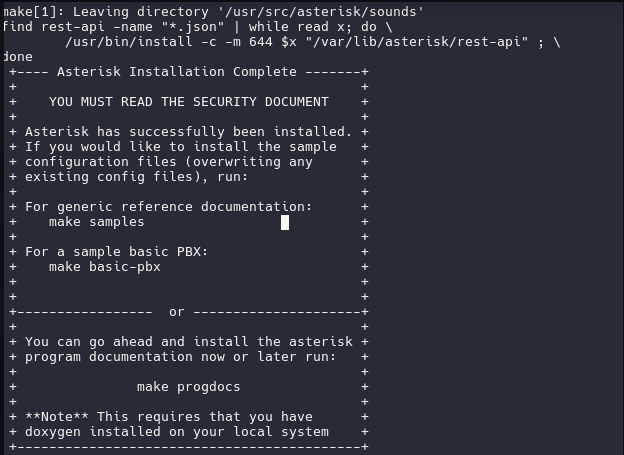 make[1]: Leaving directory '/usr/src/asterisk/sounds'
find rest-api -name "*.json" | while read x; do \
        /usr/bin/install -c -m 644 $x "/var/lib/asterisk/rest-api" ; \
done
 +---- Asterisk Installation Complete -------+
 +                                           +
 +    YOU MUST READ THE SECURITY DOCUMENT    +
 +                                           +
 + Asterisk has successfully been installed. +
 + If you would like to install the sample   +
 + configuration files (overwriting any      +
 + existing config files), run:              +
 +                                           +
 + For generic reference documentation:      +
 +    make samples                           +
 +                                           +
 + For a sample basic PBX:                   +
 +    make basic-pbx                         +
 +                                           +
 +                                           +
 +-----------------  or ---------------------+
 +                                           +
 + You can go ahead and install the asterisk +
 + program documentation now or later run:   +
 +                                           +
 +               make progdocs               +
 +                                           +
 + **Note** This requires that you have      +
 + doxygen installed on your local system    +
 +-------------------------------------------+